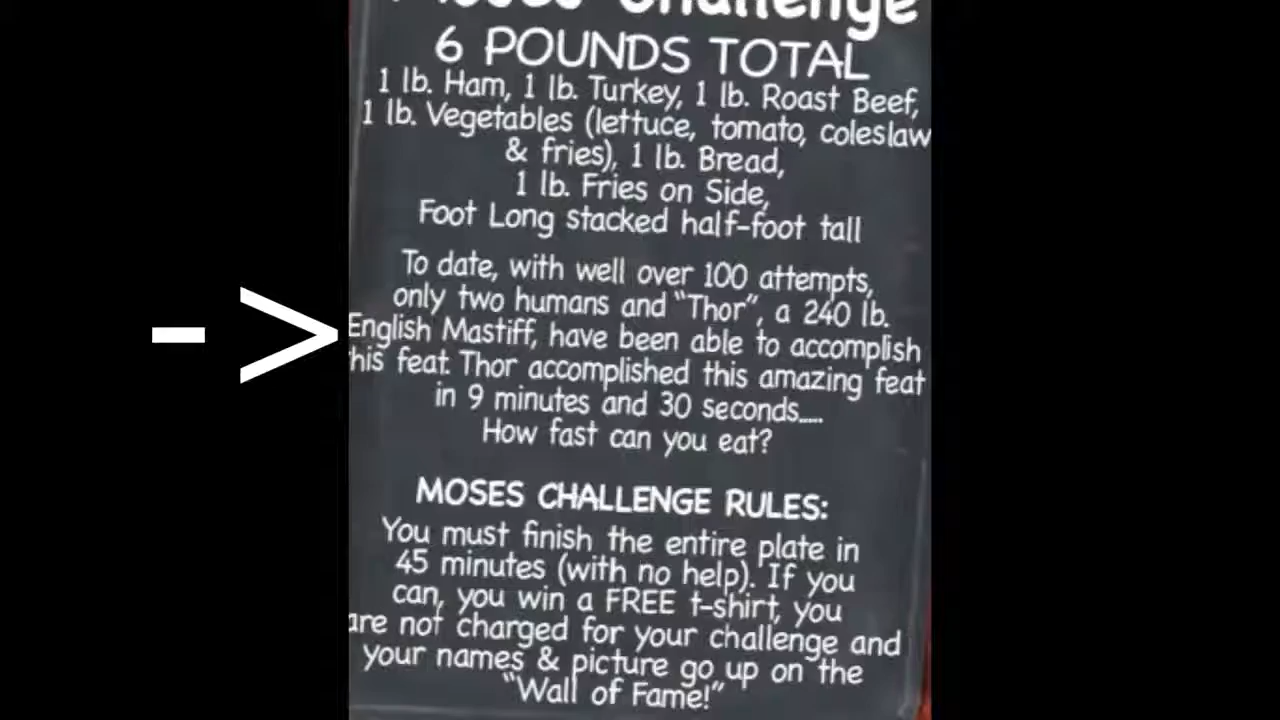 Moses Challenge
6 POUNDS TOTAL
1 lb. Ham, 1 lb. Turkey, 1 lb. Roast Beef,
1 lb. Vegetables (lettuce, tomato, coleslaw
& fries), 1 lb. Bread,
1 lb. Fries on Side,
Foot Long stacked half-foot tall
To date, with well over 100 attempts,
only two humans and "Thor", a 240 lb.
->
English Mastiff, have been able to accomplish
this feat. Thor accomplished this amazing feat
in 9 minutes and 30 seconds.....
How fast can you eat?
MOSES CHALLENGE RULES:
You must finish the entire plate in
45 minutes (with no help). If you
can, you win a FREE t-shirt, you
are not charged for your challenge and
your names & picture go up on the
"Wall of Fame!"